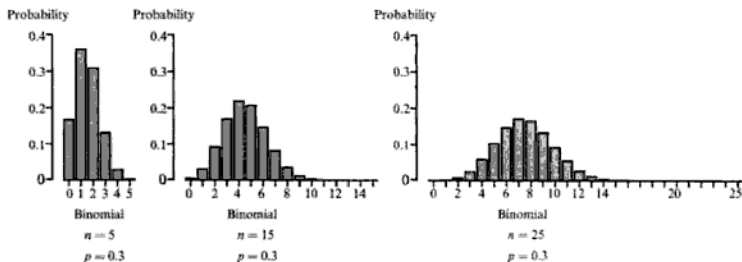 Probability Probability Probability
0.4 0.4 0.4
0.3 0.3 0.3
0.2 0.2 0.2
0.1 0.1 0.1
0 0 0
0 1 2 3 4 5 0 2 4 6 8 10 14 0 2 4 6 8 10 12 14 20 25
Binomial Binomial Binomial
n = 5 n = 15 n = 25
p = 0.3 p = 0.3 p = 0.3